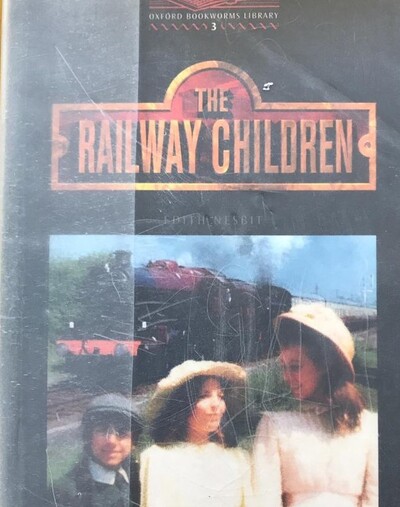 OXFORD BOOKWORMS LIBRARY
3
THE
RAILWAY CHILDREN
EDITH NESBIT